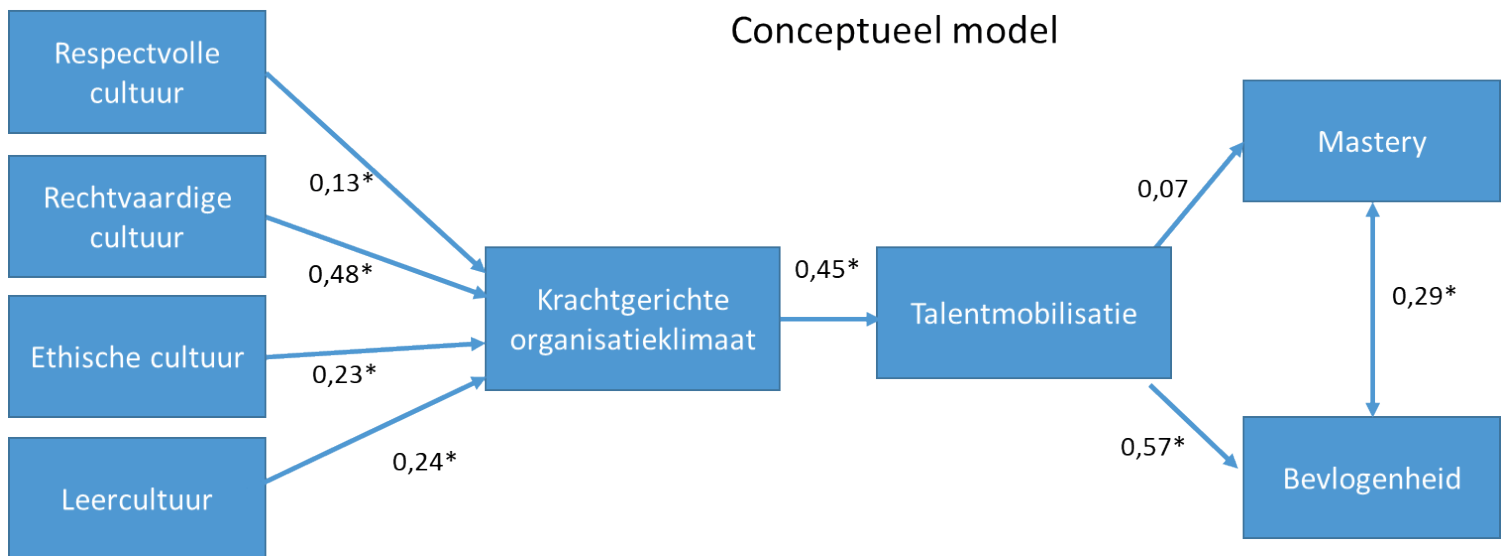 Conceptueel model
Respectvolle
cultuur
Rechtvaardige
cultuur
Ethische cultuur
Leercultuur
0,13*
0,48*
0,23*
0,24*
Krachtgerichte
organisatieklimaat
0,45*
Talentmobilisatie
0,07
0,57*
Mastery
0,29*
Bevlogenheid